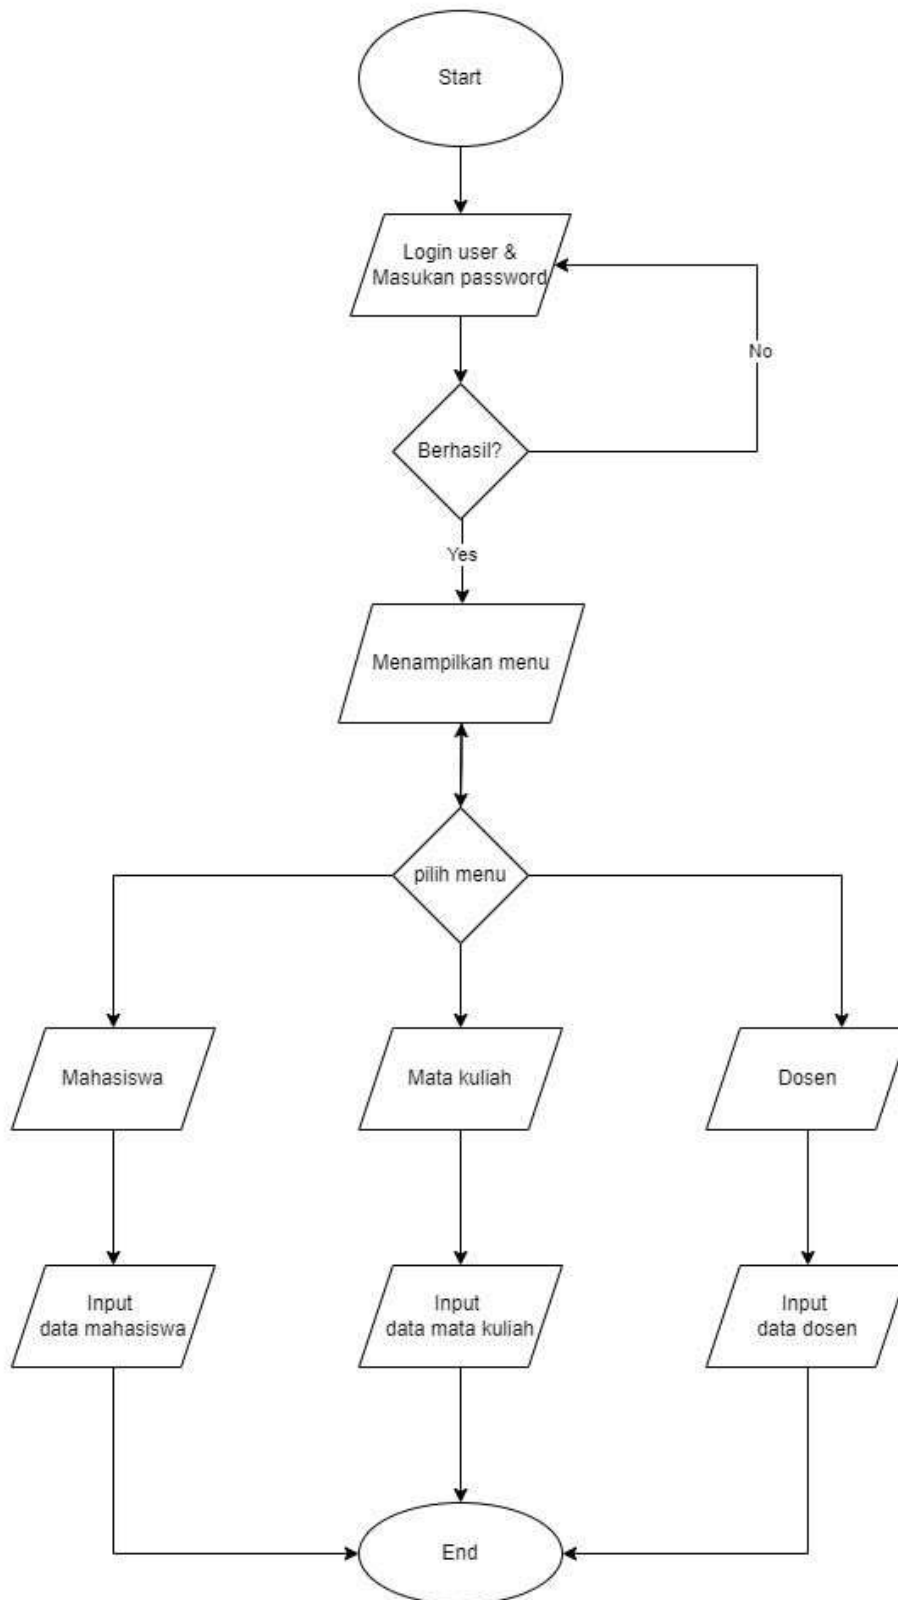 Start
Login user &
Masukan password
No
Berhasil?
Yes
Menampilkan menu
pilih menu
Mahasiswa
Mata kuliah
Dosen
Input
data mahasiswa
Input
data mata kuliah
Input
data dosen
End